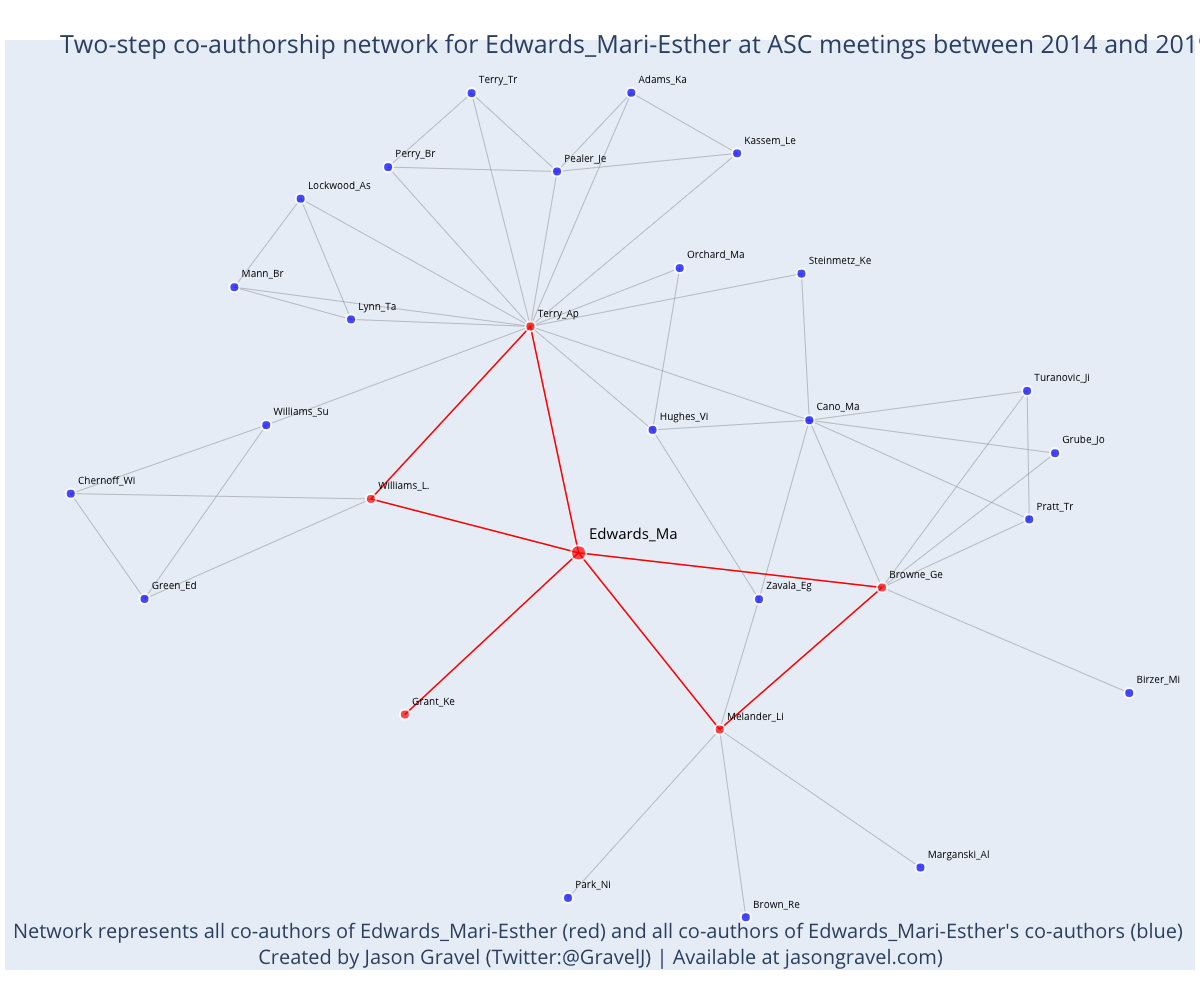 Two-step co-authorship network for Edwards_Mari-Esther at ASC meetings between 2014 and 2019
Terry_Tr
Adams_Ka
Kassem_Le
Perry_Br
Pealer_Je
Lockwood_As
Orchard_Ma
Steinmetz_Ke
Mann_Br
Lynn_Ta
Terry_Ap
Turanovic_Ji
Cano_Ma
Williams_Su
Hughes_Vi
Grube_Jo
Chernoff_Wi
Williams_L.
Pratt_Tr
Edwards_Ma
Browne_Ge
Green_Ed
Zavala_Eg
Birzer_Mi
Grant_Ke
Melander_Li
Marganski_Al
Park_Ni
Brown_Re
Network represents all co-authors of Edwards_Mari-Esther (red) and all co-authors of Edwards_Mari-Esther's co-authors (blue)
Created by Jason Gravel (Twitter:@GravelJ) | Available at jasongravel.com)